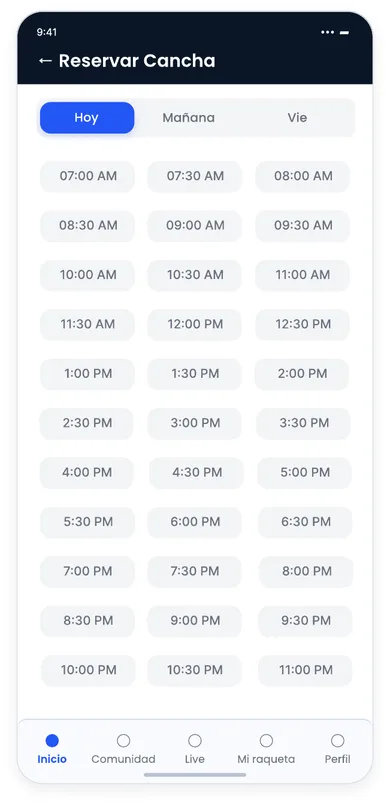 9:41
← Reservar Cancha
Hoy Mañana Vie
07:00 AM 07:30 AM 08:00 AM
08:30 AM 09:00 AM 09:30 AM
10:00 AM 10:30 AM 11:00 AM
11:30 AM 12:00 PM 12:30 PM
1:00 PM 1:30 PM 2:00 PM
2:30 PM 3:00 PM 3:30 PM
4:00 PM 4:30 PM 5:00 PM
5:30 PM 6:00 PM 6:30 PM
7:00 PM 7:30 PM 8:00 PM
8:30 PM 9:00 PM 9:30 PM
10:00 PM 10:30 PM 11:00 PM
Inicio Comunidad Live Mi raqueta Perfil